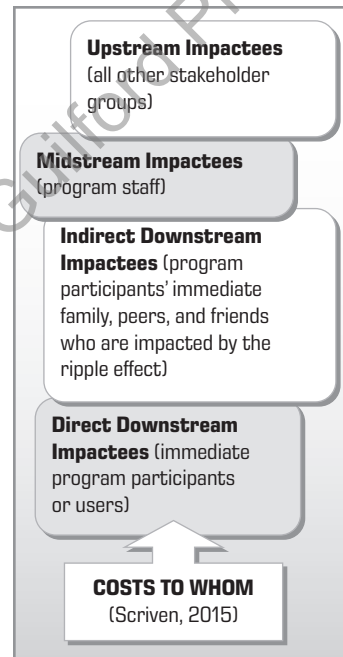 Upstream Impactees
(all other stakeholder
groups)
Midstream Impactees
(program staff)
Indirect Downstream
Impactees (program
participants’ immediate
family, peers, and friends
who are impacted by the
ripple effect)
Direct Downstream
Impactees (immediate
program participants
or users)
COSTS TO WHOM
(Scriven, 2015)
Guilford